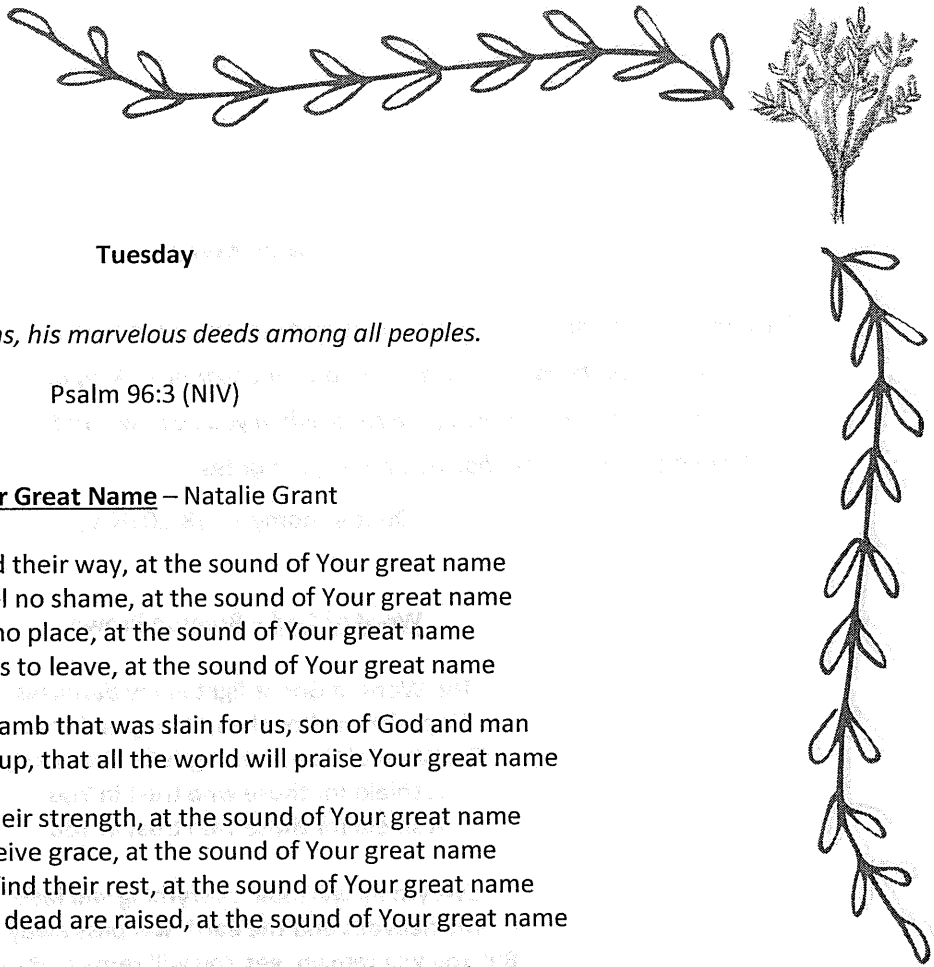 Tuesday
s, his marvelous deeds among all peoples.
Psalm 96:3 (NIV)
r Great Name – Natalie Grant
d their way, at the sound of Your great name
l no shame, at the sound of Your great name
no place, at the sound of Your great name
s to leave, at the sound of Your great name
amb that was slain for us, son of God and man
up, that all the world will praise Your great name
eir strength, at the sound of Your great name
eive grace, at the sound of Your great name
find their rest, at the sound of Your great name
dead are raised, at the sound of Your great name